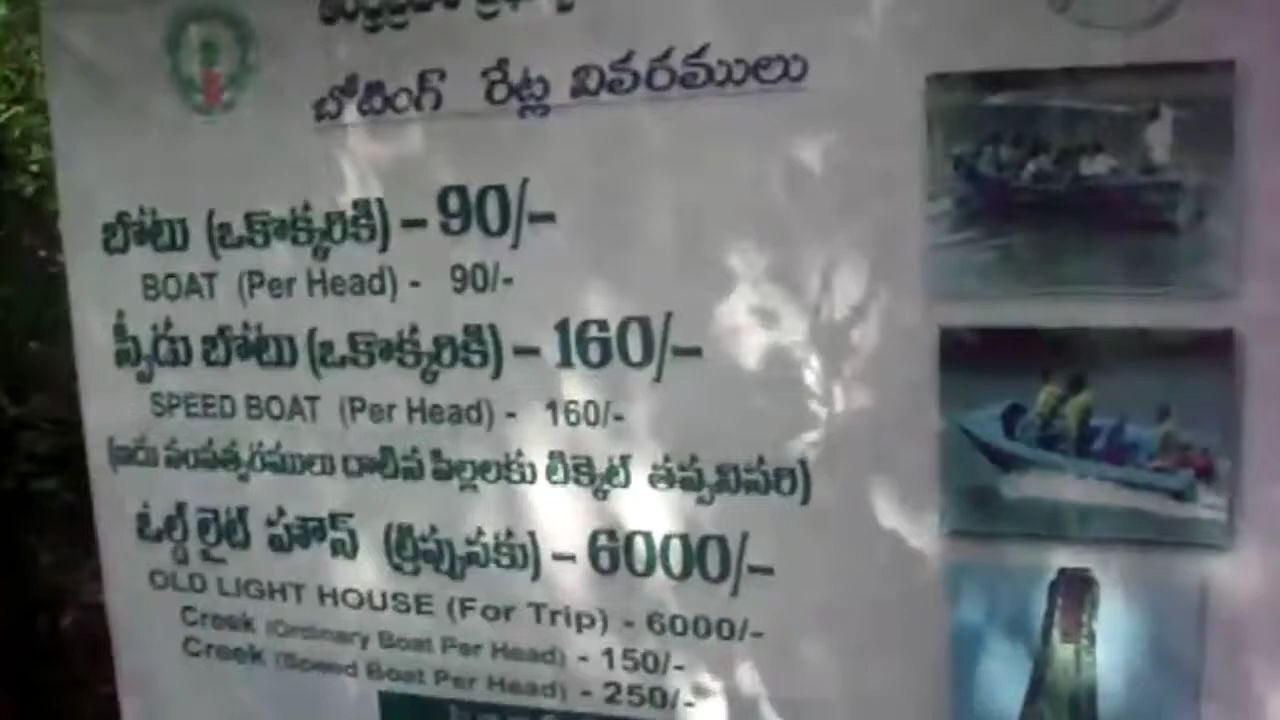 బోటింగ్ రేట్ల వివరములు
బోటు (ఒకొక్కరికి) – 90/–
BOAT (Per Head) - 90/-
స్పీడు బోటు (ఒకొక్కరికి) – 160/–
SPEED BOAT (Per Head) - 160/-
(ఐదు సంవత్సరములు దాటిన పిల్లలకు టిక్కెట్ తప్పనిసరి)
ఓల్డ్ లైట్ హౌస్ (ట్రిప్పునకు) – 6000/–
OLD LIGHT HOUSE (For Trip) - 6000/-
Creek (Ordinary Boat Per Head) - 150/-
Creek (Speed Boat Per Head) - 250/-